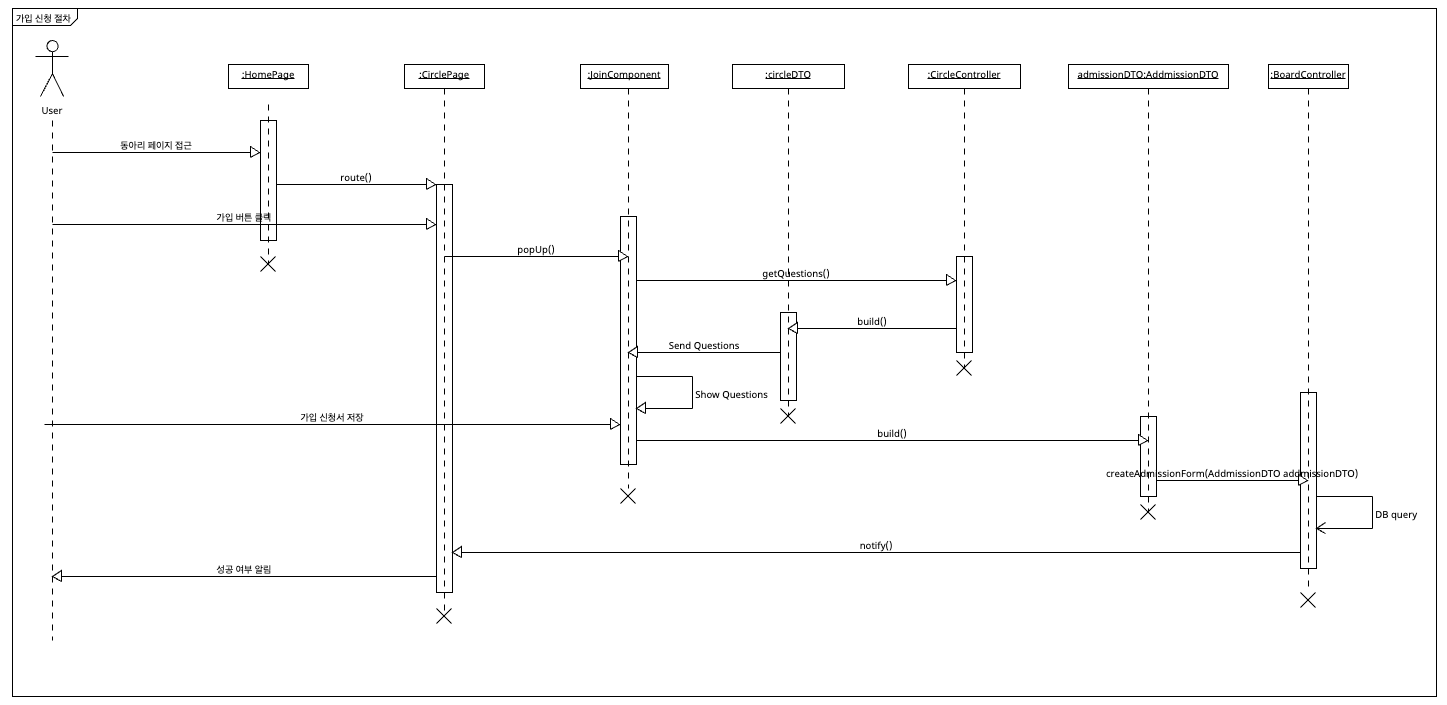 가입 신청 절차
User
:HomePage
:CirclePage
:JoinComponent
:circleDTO
:CircleController
admissionDTO:AddmissionDTO
:BoardController
동아리 페이지 접근
route()
가입 버튼 클릭
popUp()
getQuestions()
build()
Send Questions
Show Questions
가입 신청서 저장
build()
createAdmissionForm(AddmissionDTO addmissionDTO)
DB query
notify()
성공 여부 알림